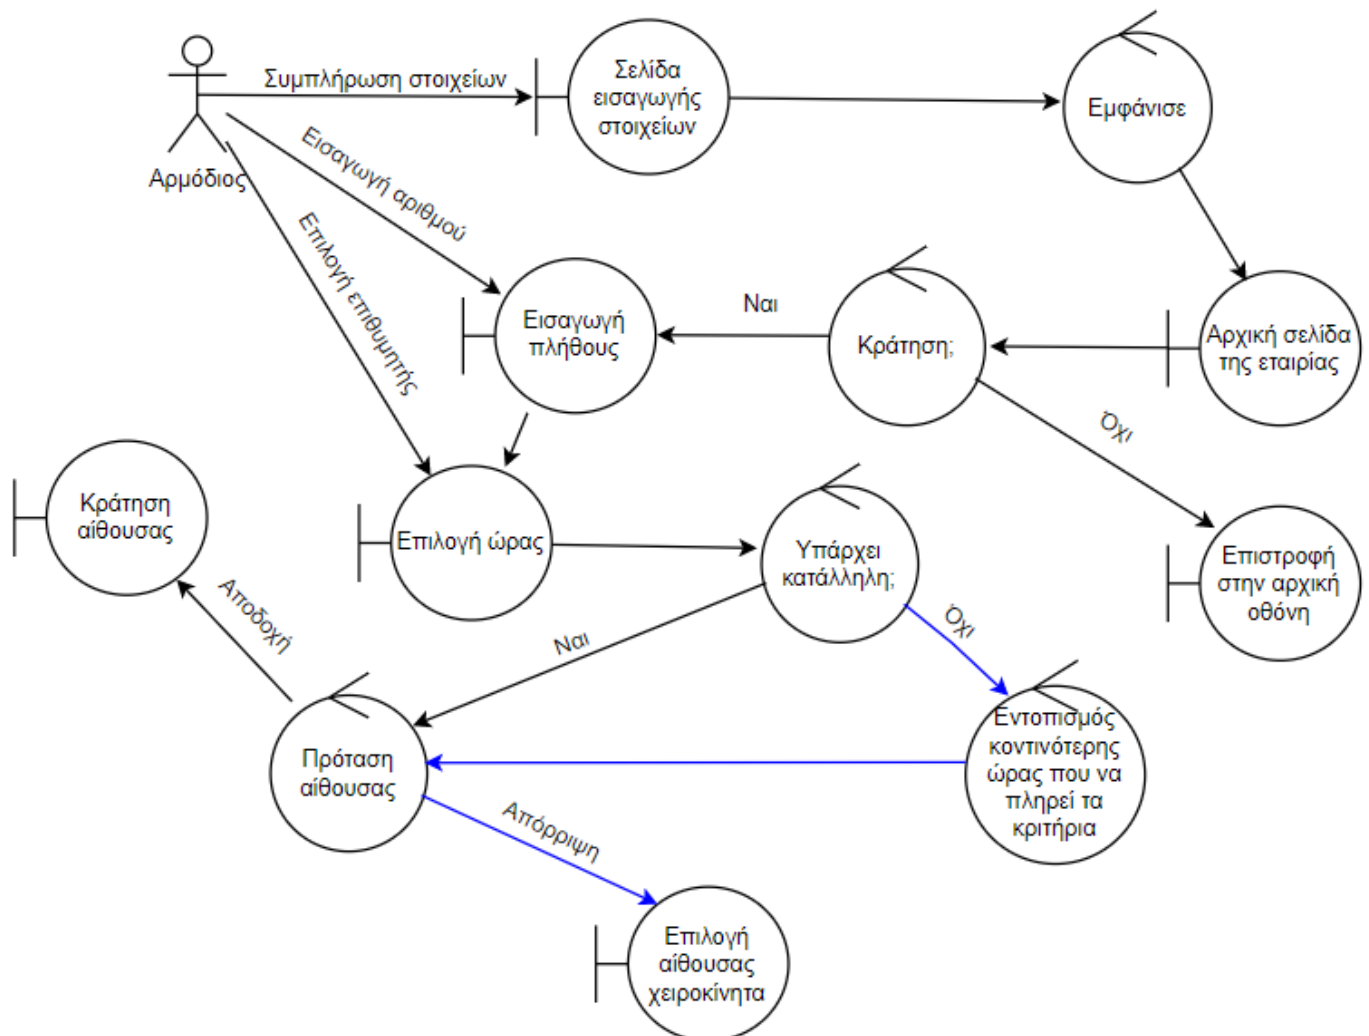 Συμπλήρωση στοιχείων
Σελίδα
εισαγωγής
στοιχείων
Εμφάνισε
Αρμόδιος
Εισαγωγή αριθμού
Επιλογή επιθυμητής
Εισαγωγή
πλήθους
Ναι
Κράτηση;
Αρχική σελίδα
της εταιρίας
Όχι
Κράτηση
αίθουσας
Επιλογή ώρας
Υπάρχει
κατάλληλη;
Επιστροφή
στην αρχική
οθόνη
Αποδοχή
Ναι
Όχι
Πρόταση
αίθουσας
Εντοπισμός
κοντινότερης
ώρας που να
πληρεί τα
κριτήρια
Απόρριψη
Επιλογή
αίθουσας
χειροκίνητα